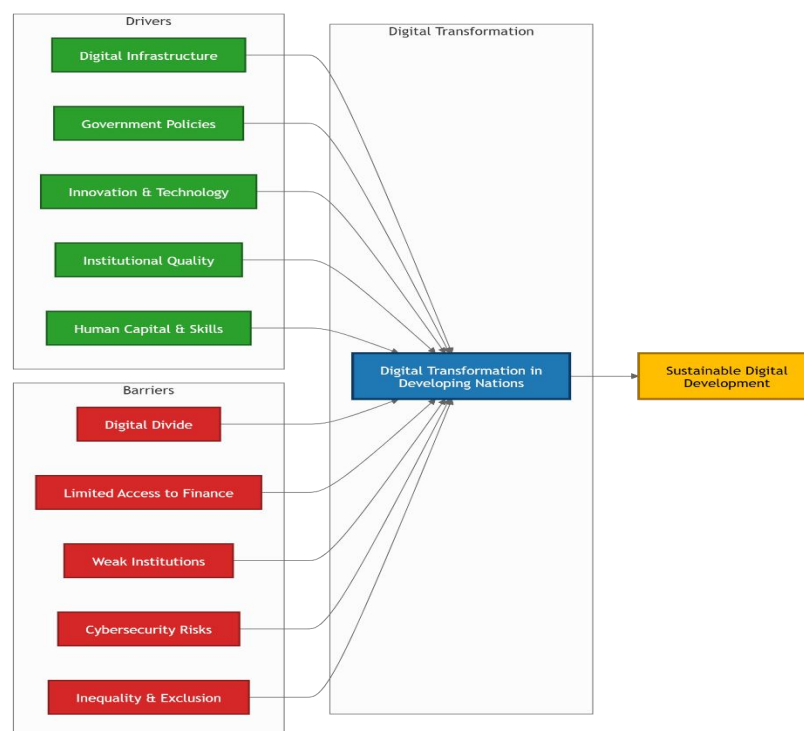 Drivers
Digital Infrastructure
Government Policies
Innovation & Technology
Institutional Quality
Human Capital & Skills
Barriers
Digital Divide
Limited Access to Finance
Weak Institutions
Cybersecurity Risks
Inequality & Exclusion
Digital Transformation
Digital Transformation in
Developing Nations
Sustainable Digital
Development